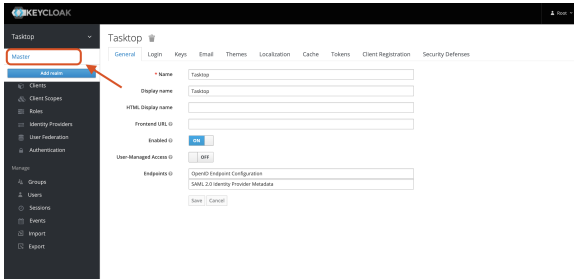 KEYCLOAK
Root
Tasktop
Master
Add realm
Clients
Client Scopes
Roles
Identity Providers
User Federation
Authentication
Manage
Groups
Users
Sessions
Events
Import
Export
Tasktop
General Login Keys Email Themes Localization Cache Tokens Client Registration Security Defenses
* Name Tasktop
Display name Tasktop
HTML Display name
Frontend URL
Enabled ON
User-Managed Access OFF
Endpoints OpenID Endpoint Configuration
SAML 2.0 Identity Provider Metadata
Save Cancel